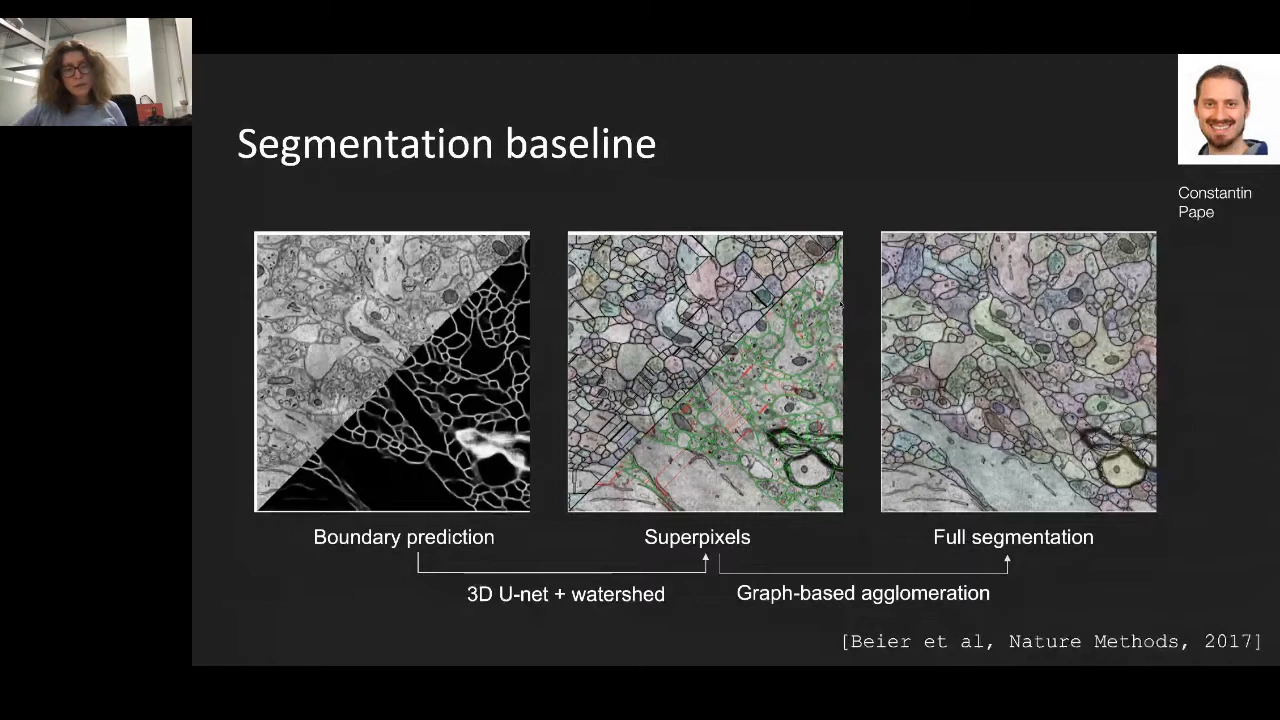 Segmentation baseline
Constantin
Pape
Boundary prediction
Superpixels
Full segmentation
3D U-net + watershed
Graph-based agglomeration
[Beier et al, Nature Methods, 2017]